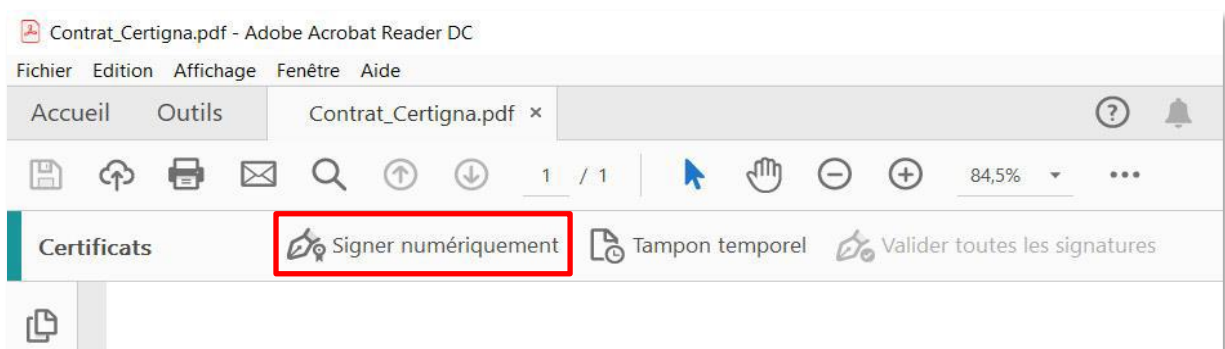 Contrat_Certigna.pdf - Adobe Acrobat Reader DC
Fichier Edition Affichage Fenêtre Aide
Accueil Outils Contrat_Certigna.pdf ×
1 / 1 84,5%
Certificats Signer numériquement Tampon temporel Valider toutes les signatures